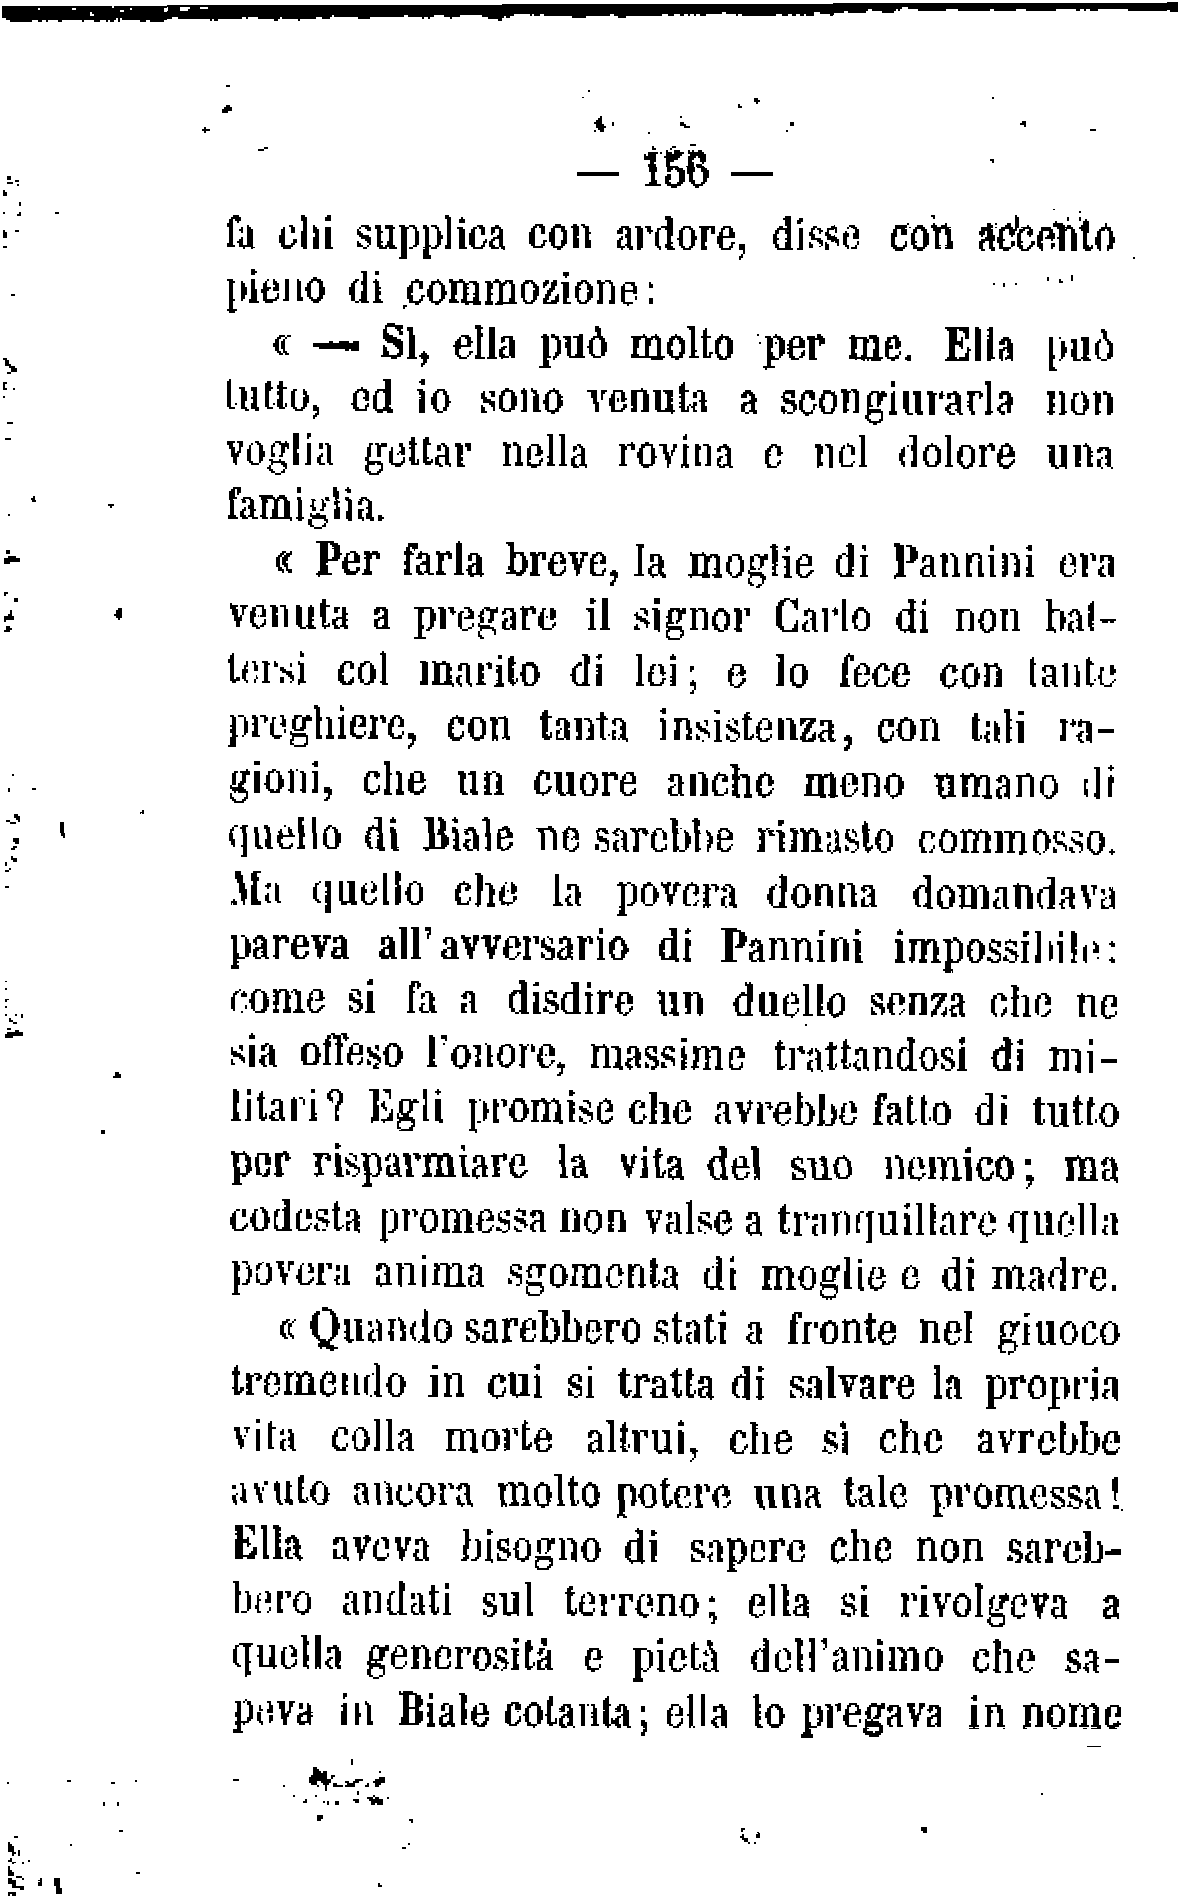 — 156 —
fa chi supplica con ardore, disse con accento
pieno di commozione:
« — Sì, ella può molto per me. Ella può
tutto, ed io sono venuta a scongiurarla non
voglia gettar nella rovina e nel dolore una
famiglia.
« Per farla breve, la moglie di Pannini era
venuta a pregare il signor Carlo di non bat-
tersi col marito di lei; e lo fece con tante
preghiere, con tanta insistenza, con tali ra-
gioni, che un cuore anche meno umano di
quello di Biale ne sarebbe rimasto commosso.
Ma quello che la povera donna domandava
pareva all'avversario di Pannini impossibile:
come si fa a disdire un duello senza che ne
sia offeso l'onore, massime trattandosi di mi-
litari? Egli promise che avrebbe fatto di tutto
per risparmiare la vita del suo nemico; ma
codesta promessa non valse a tranquillare quella
povera anima sgomenta di moglie e di madre.
« Quando sarebbero stati a fronte nel giuoco
tremendo in cui si tratta di salvare la propria
vita colla morte altrui, che sì che avrebbe
avuto ancora molto potere una tale promessa!
Ella aveva bisogno di sapere che non sareb-
bero andati sul terreno; ella si rivolgeva a
quella generosità e pietà dell'animo che sa-
peva in Biale cotanta; ella lo pregava in nome